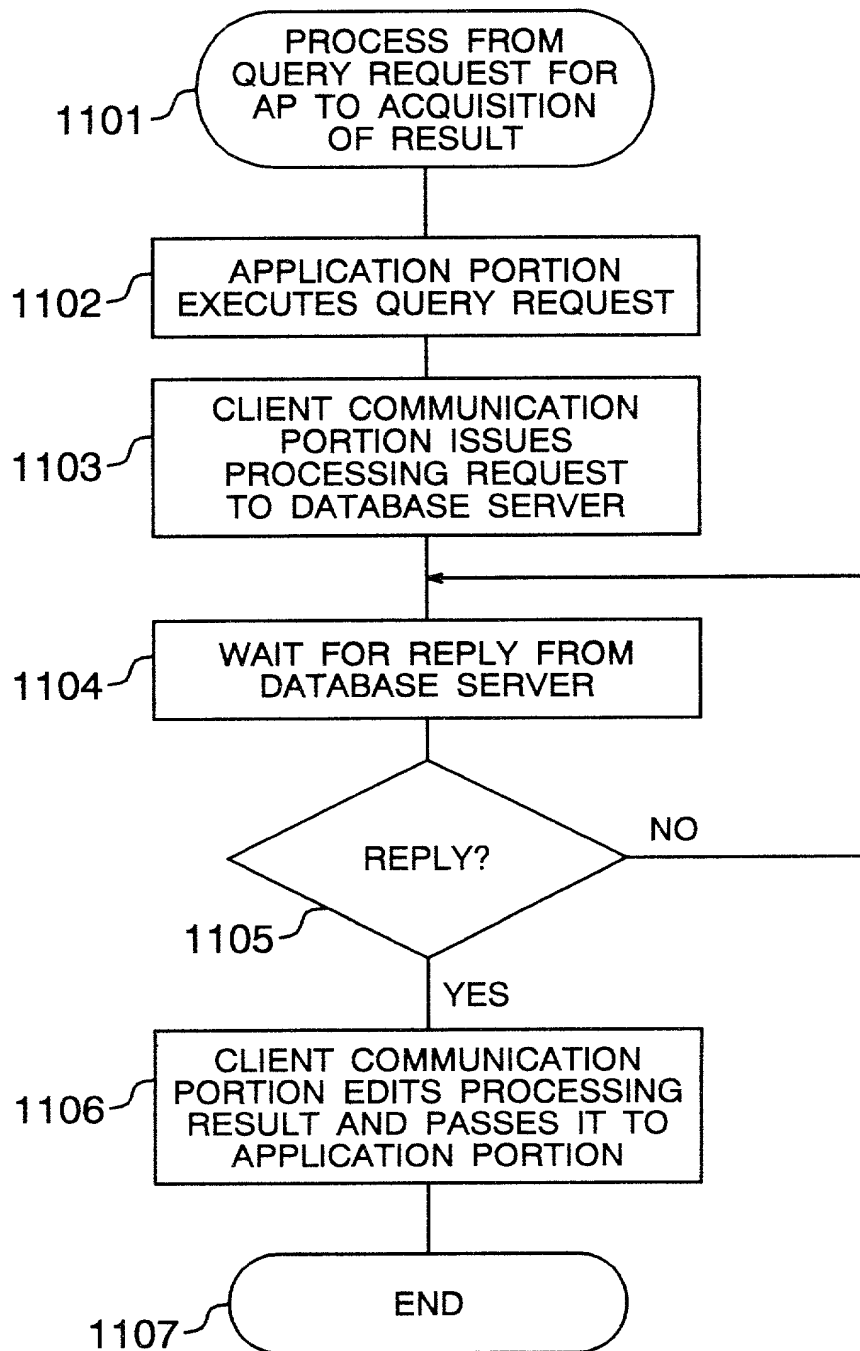 PROCESS FROM
QUERY REQUEST FOR
AP TO ACQUISITION
OF RESULT
1101
APPLICATION PORTION
EXECUTES QUERY REQUEST
1102
CLIENT COMMUNICATION
PORTION ISSUES
PROCESSING REQUEST
TO DATABASE SERVER
1103
WAIT FOR REPLY FROM
DATABASE SERVER
1104
REPLY?
NO
1105
YES
CLIENT COMMUNICATION
PORTION EDITS PROCESSING
RESULT AND PASSES IT TO
APPLICATION PORTION
1106
END
1107